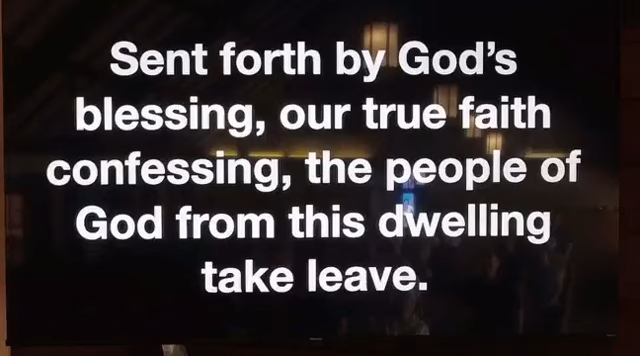 Sent forth by God's
blessing, our true faith
confessing, the people of
God from this dwelling
take leave.